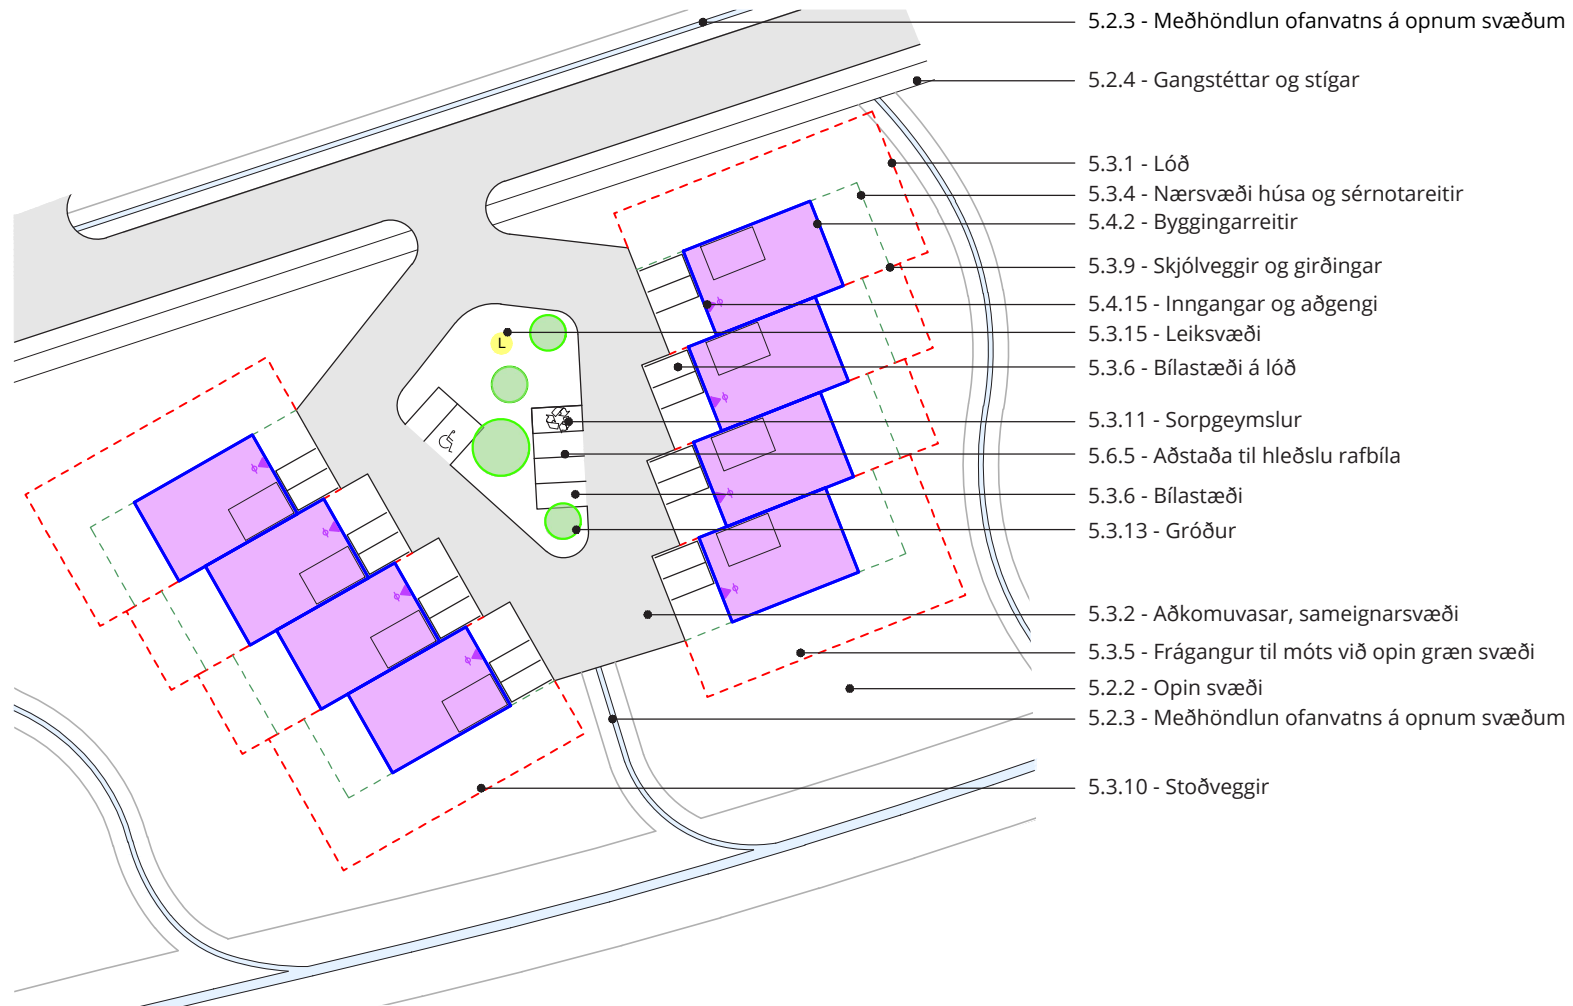 5.2.3 - Meðhöndlun ofanvatns á opnum svæðum
5.2.4 - Gangstéttar og stígar
5.3.1 - Lóð
5.3.4 - Nærsvæði húsa og sérnotareitir
5.4.2 - Byggingarreitir
5.3.9 - Skjólveggir og girðingar
5.4.15 - Inngangar og aðgengi
5.3.15 - Leiksvæði
L
5.3.6 - Bílastæði á lóð
5.3.11 - Sorpgeymslur
5.6.5 - Aðstaða til hleðslu rafbíla
5.3.6 - Bílastæði
5.3.13 - Gróður
5.3.2 - Aðkomuvasar, sameignarsvæði
5.3.5 - Frágangur til móts við opin græn svæði
5.2.2 - Opin svæði
5.2.3 - Meðhöndlun ofanvatns á opnum svæðum
5.3.10 - Stoðveggir